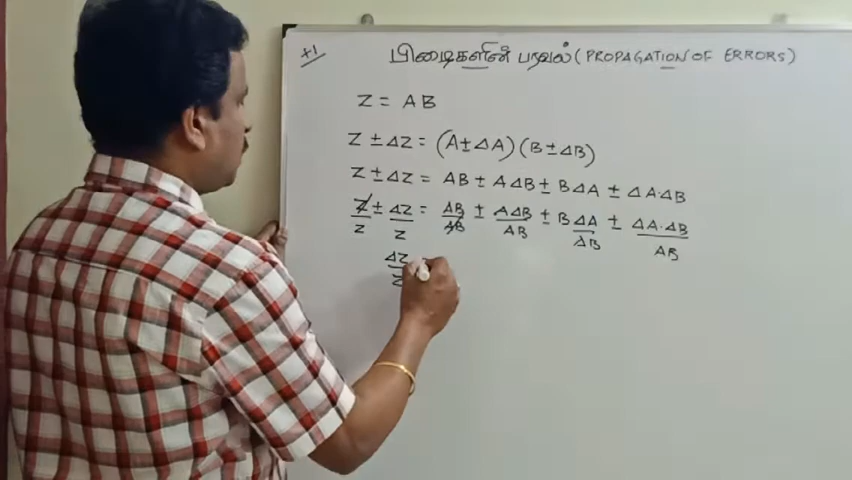 +1
பிழைகளின் பரவல் (PROPAGATION OF ERRORS)
Z = AB
Z ± ΔZ = (A ± ΔA) (B ± ΔB)
Z ± ΔZ = AB ± AΔB ± BΔA ± ΔA·ΔB
Z/Z ± ΔZ/Z = AB/AB ± AΔB/AB ± BΔA/AB ± ΔA·ΔB/AB
ΔZ/Z